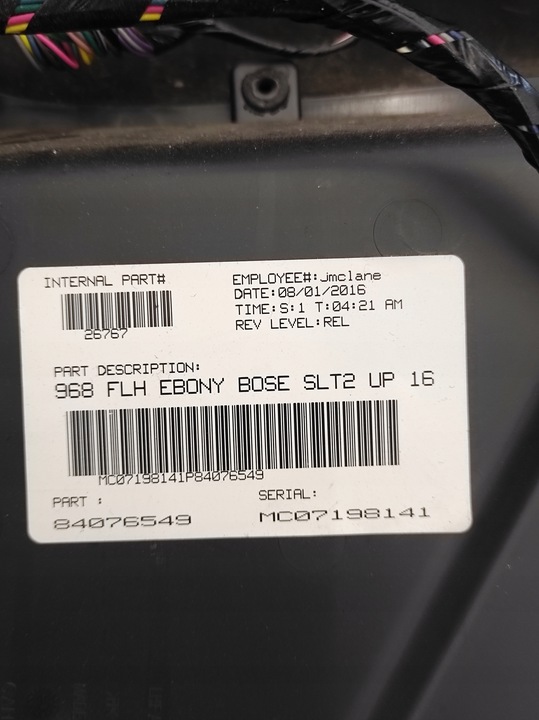 INTERNAL PART#
26767
EMPLOYEE#:jmclane
DATE:08/01/2016
TIME:S:1 T:04:21 AM
REV LEVEL:REL
PART DESCRIPTION:
968 FLH EBONY BOSE SLT2 UP 16
MC07198141P84076549
PART :
84076549
SERIAL:
MC07198141